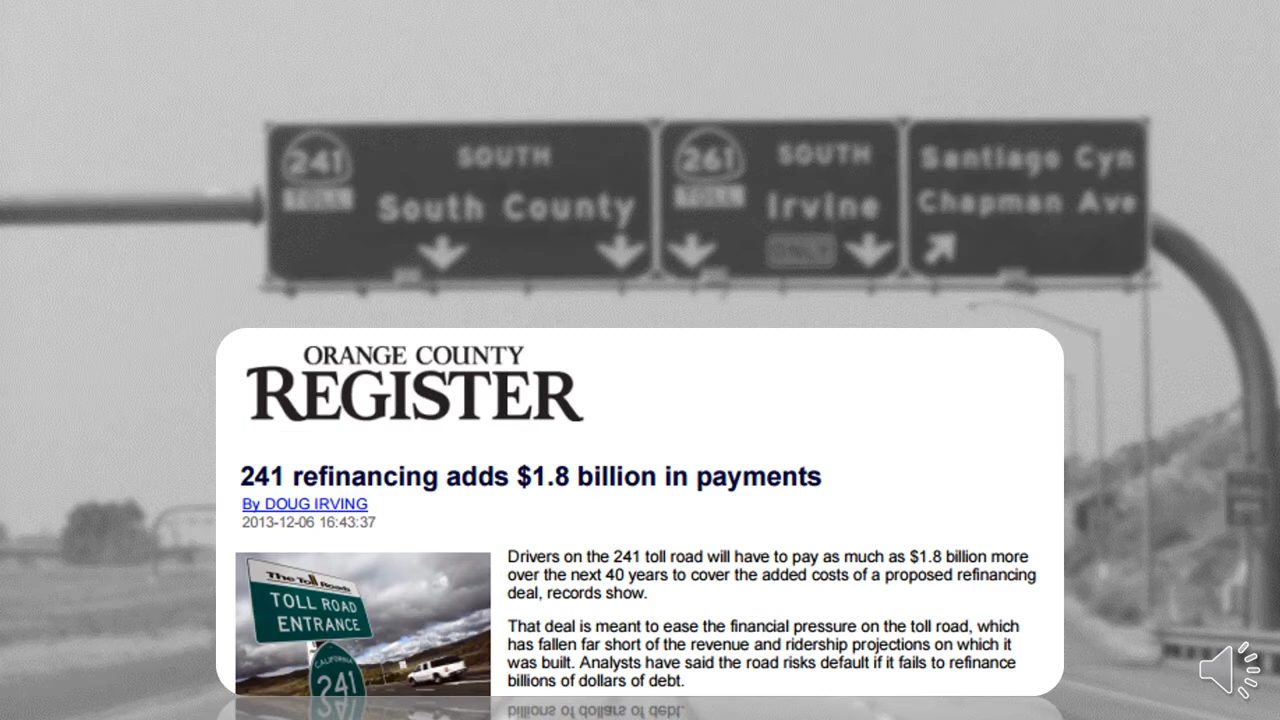 241
TOLL
SOUTH
South County
261
TOLL
SOUTH
Irvine
ONLY
Santiago Cyn
Chapman Ave
ORANGE COUNTY
REGISTER
241 refinancing adds $1.8 billion in payments
By DOUG IRVING
2013-12-06 16:43:37
The Toll Roads
TOLL ROAD
ENTRANCE
CALIFORNIA
241
Drivers on the 241 toll road will have to pay as much as $1.8 billion more
over the next 40 years to cover the added costs of a proposed refinancing
deal, records show.
That deal is meant to ease the financial pressure on the toll road, which
has fallen far short of the revenue and ridership projections on which it
was built. Analysts have said the road risks default if it fails to refinance
billions of dollars of debt.